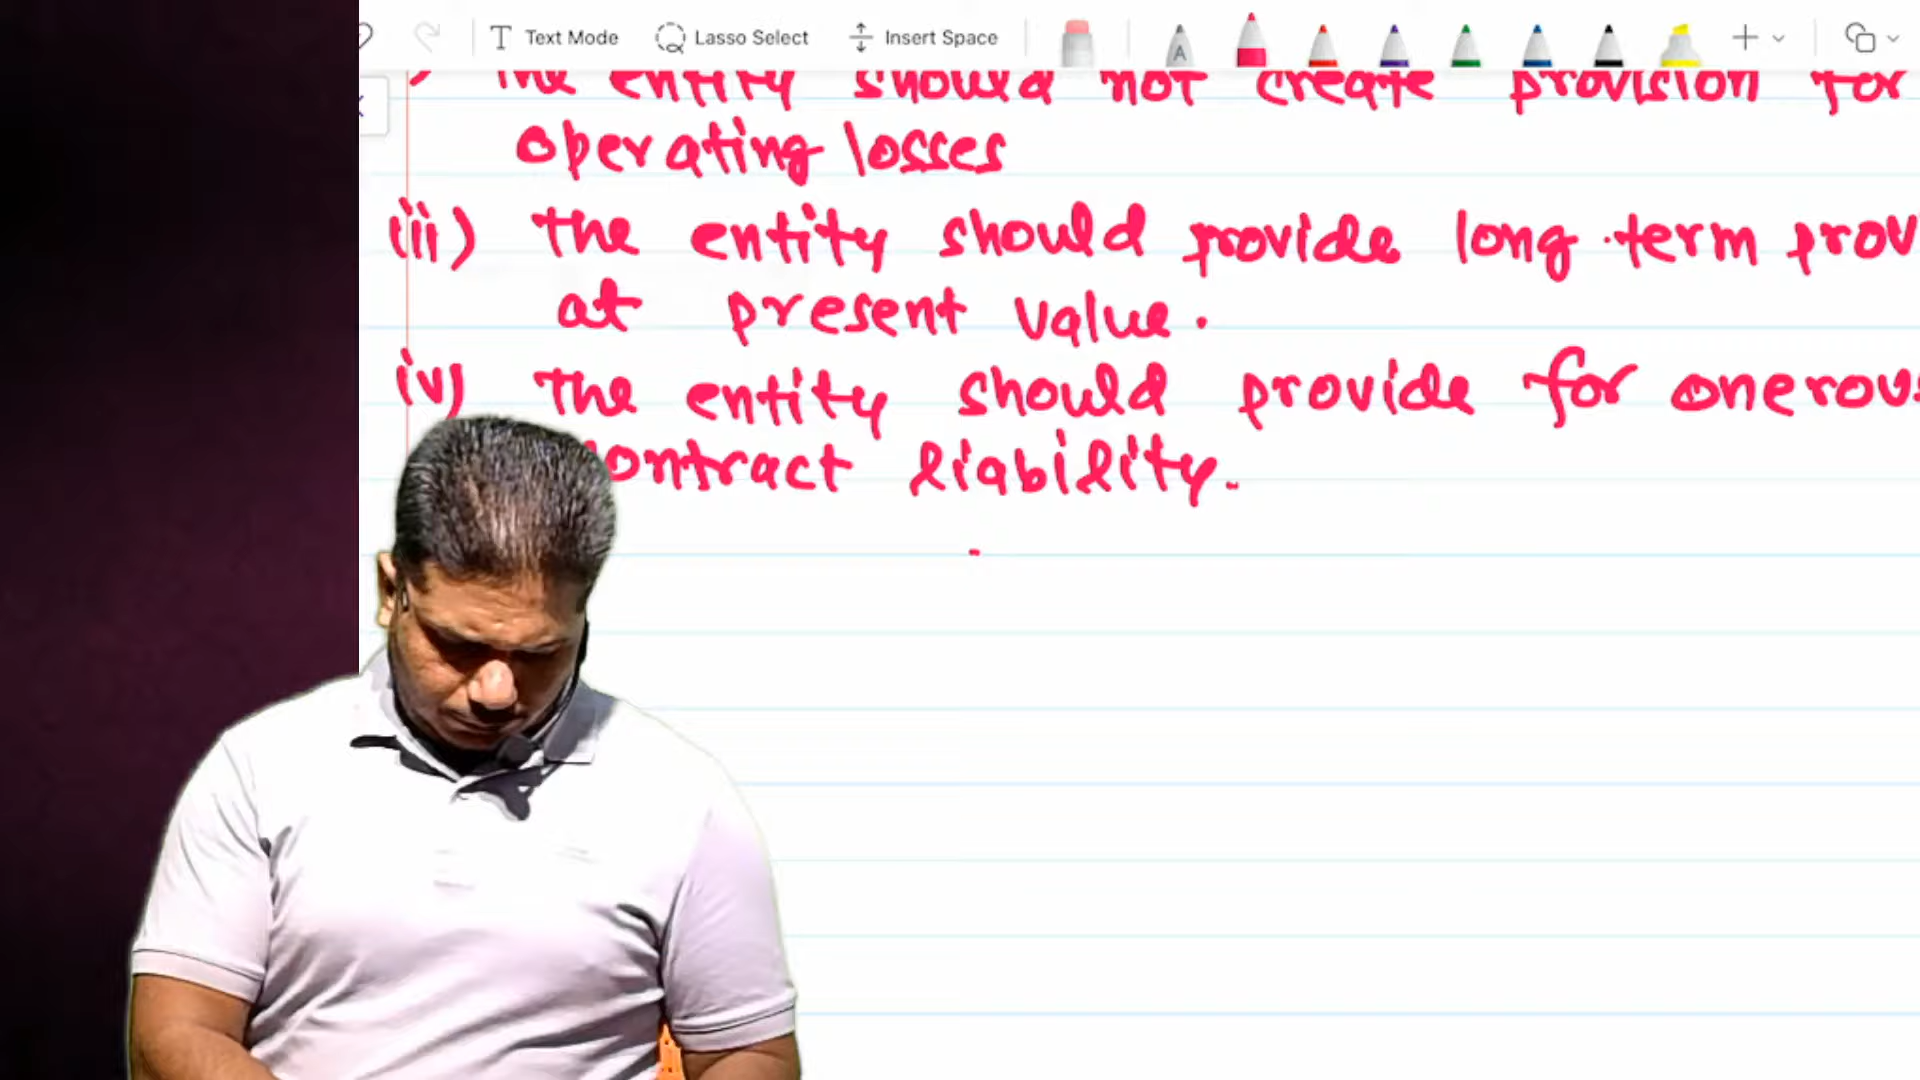 Text Mode Lasso Select Insert Space
A
the entity should not create provision for
operating losses
(iii) the entity should provide long term prov
at present value.
(iv) the entity should provide for onerous
contract liability.